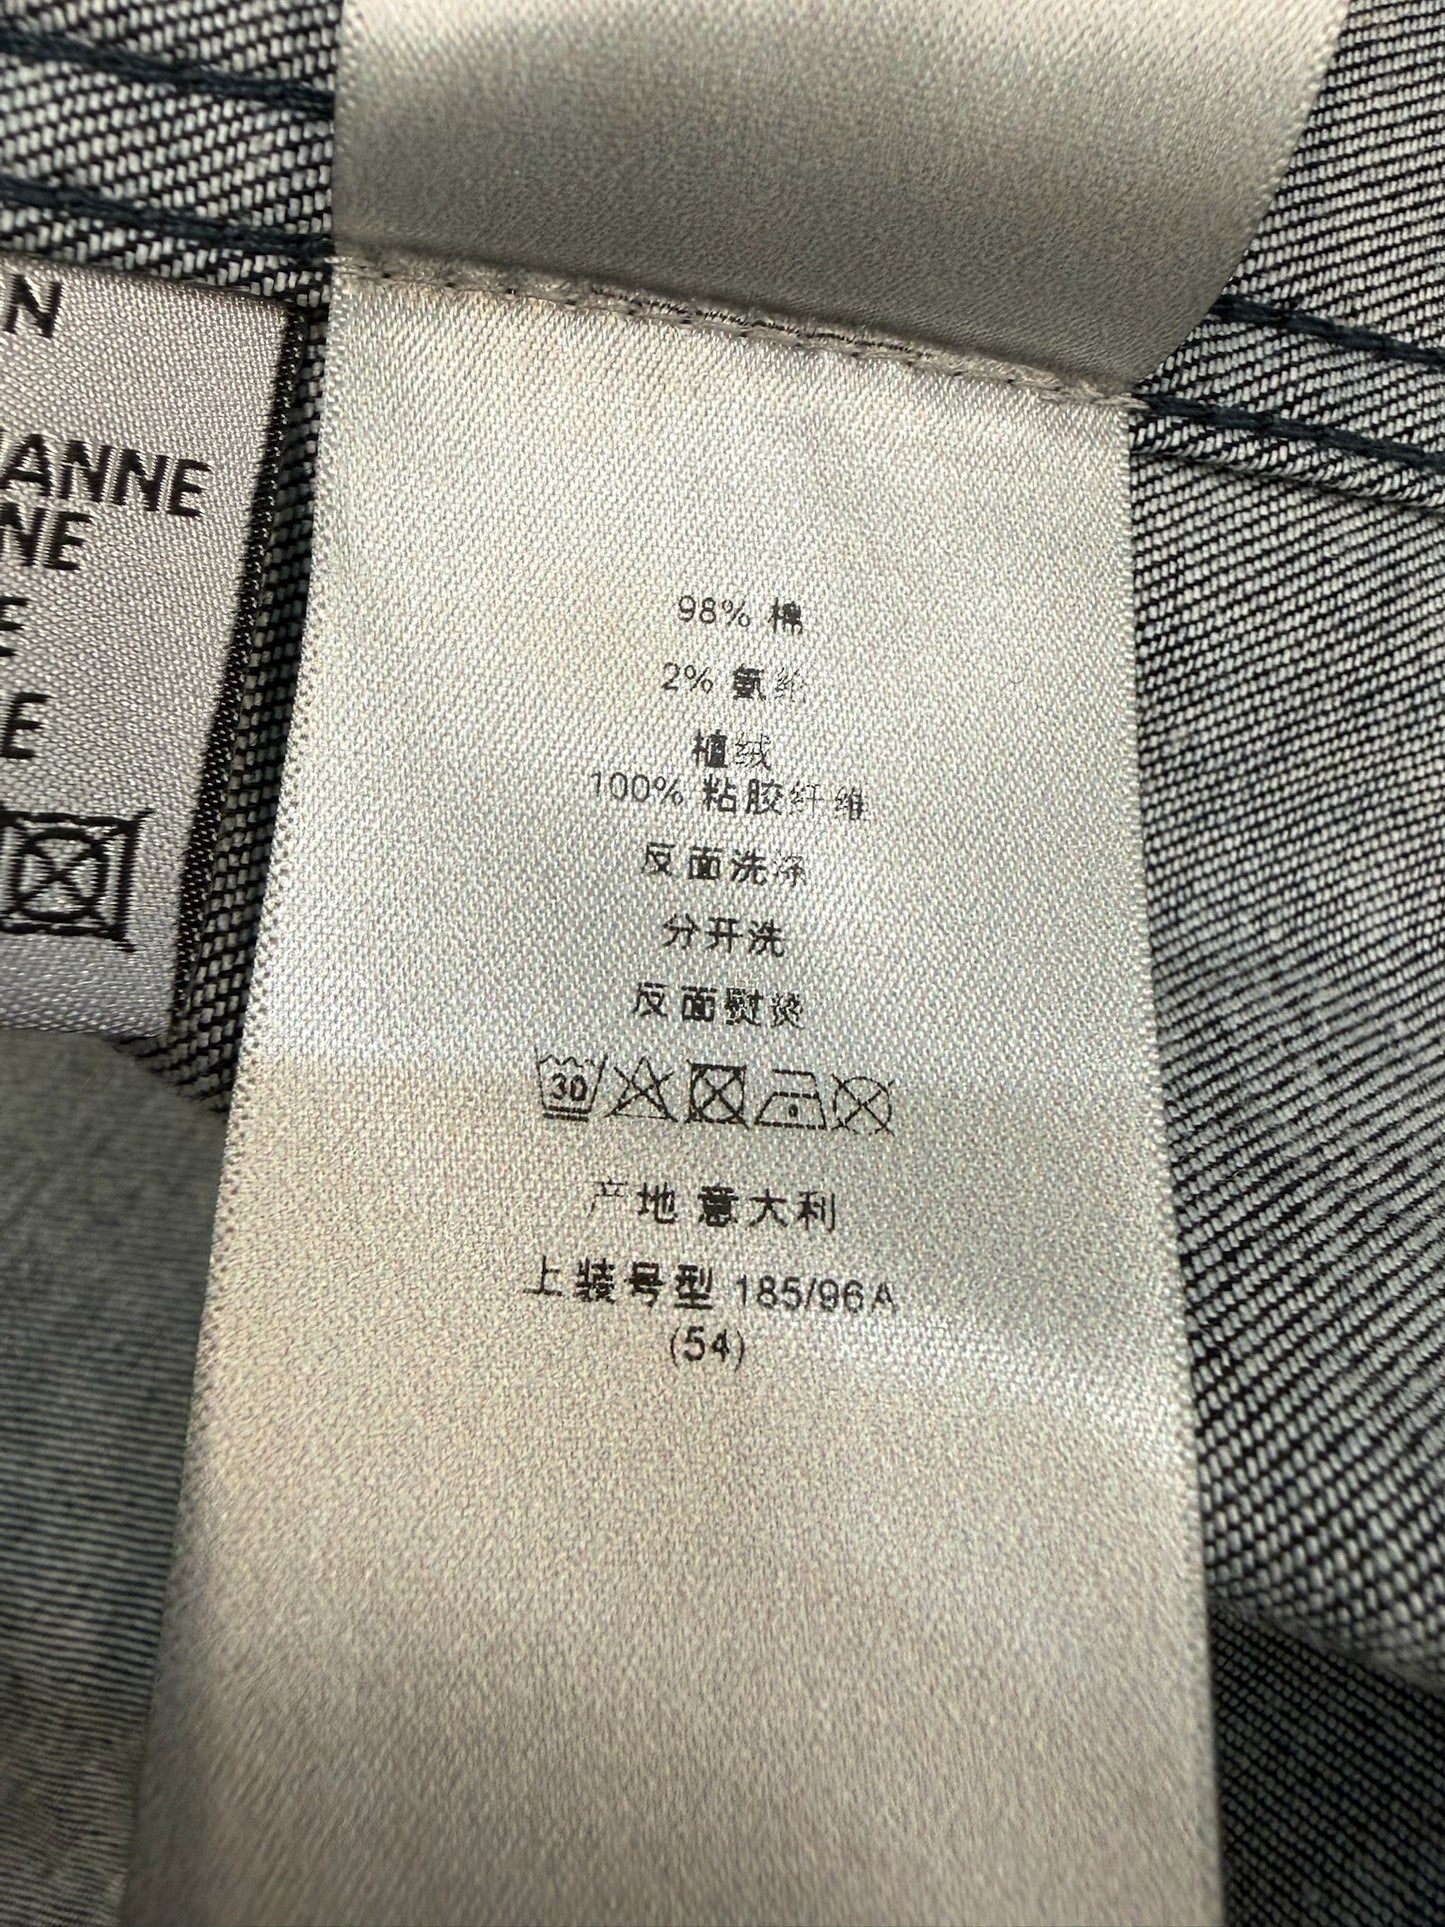 N
ANNE
NE
E
E
98% 棉
2% 氨纶
植绒
100% 粘胶纤维
反面洗涤
分开洗
反面熨烫
30
产地 意大利
上装号型 185/96A
(54)